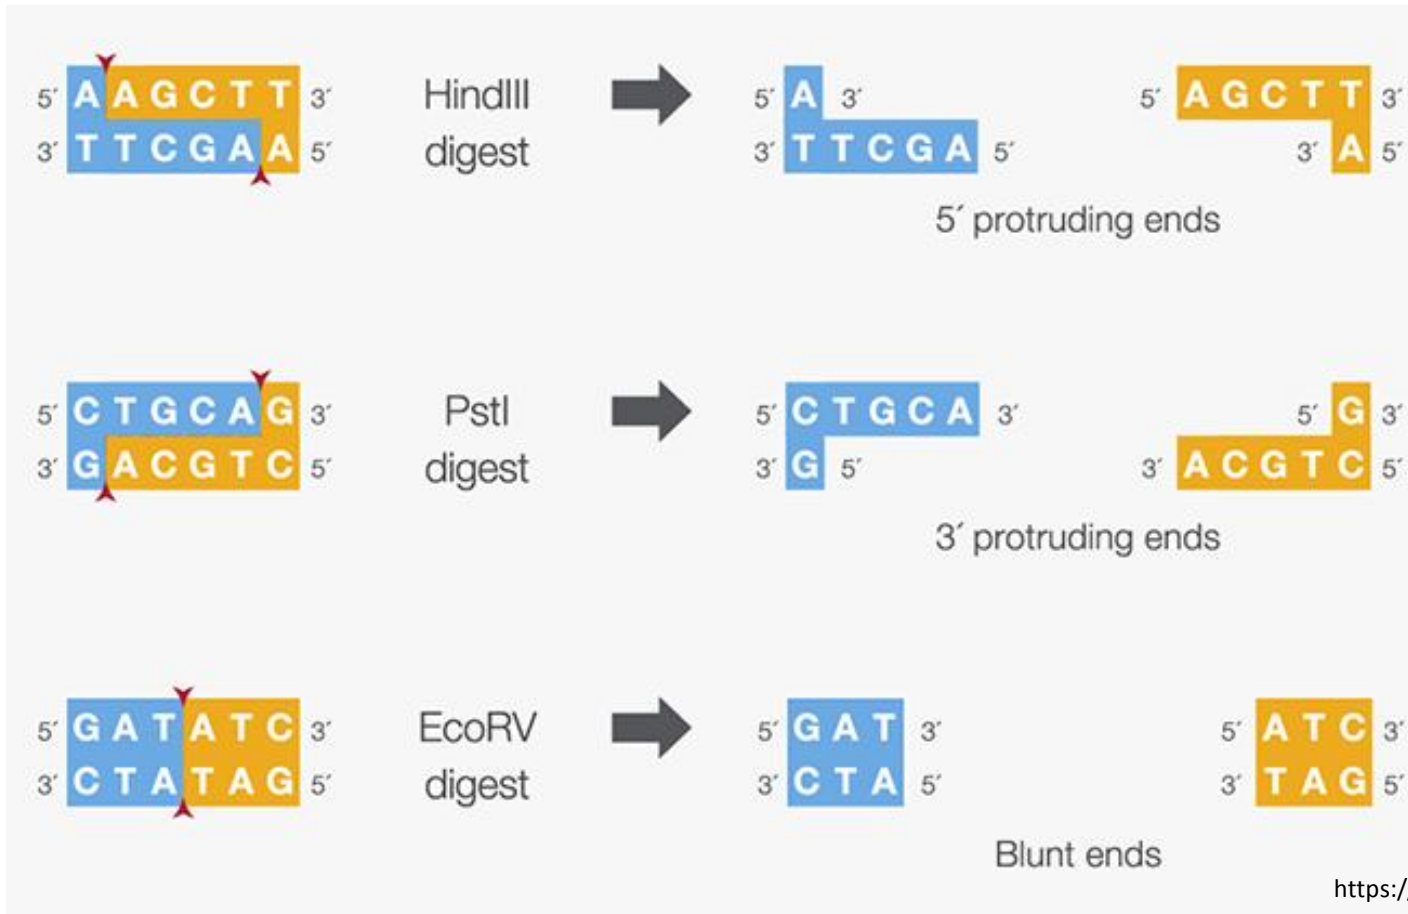 5´ A A G C T T 3´ HindIII 5´ A 3´ 5´ A G C T T 3´
3´ T T C G A A 5´ digest 3´ T T C G A 5´ 3´ A 5´
5´ protruding ends
5´ C T G C A G 3´ PstI 5´ C T G C A 3´ 5´ G 3´
3´ G A C G T C 5´ digest 3´ G 5´ 3´ A C G T C 5´
3´ protruding ends
5´ G A T A T C 3´ EcoRV 5´ G A T 3´ 5´ A T C 3´
3´ C T A T A G 5´ digest 3´ C T A 5´ 3´ T A G 5´
Blunt ends
https:/